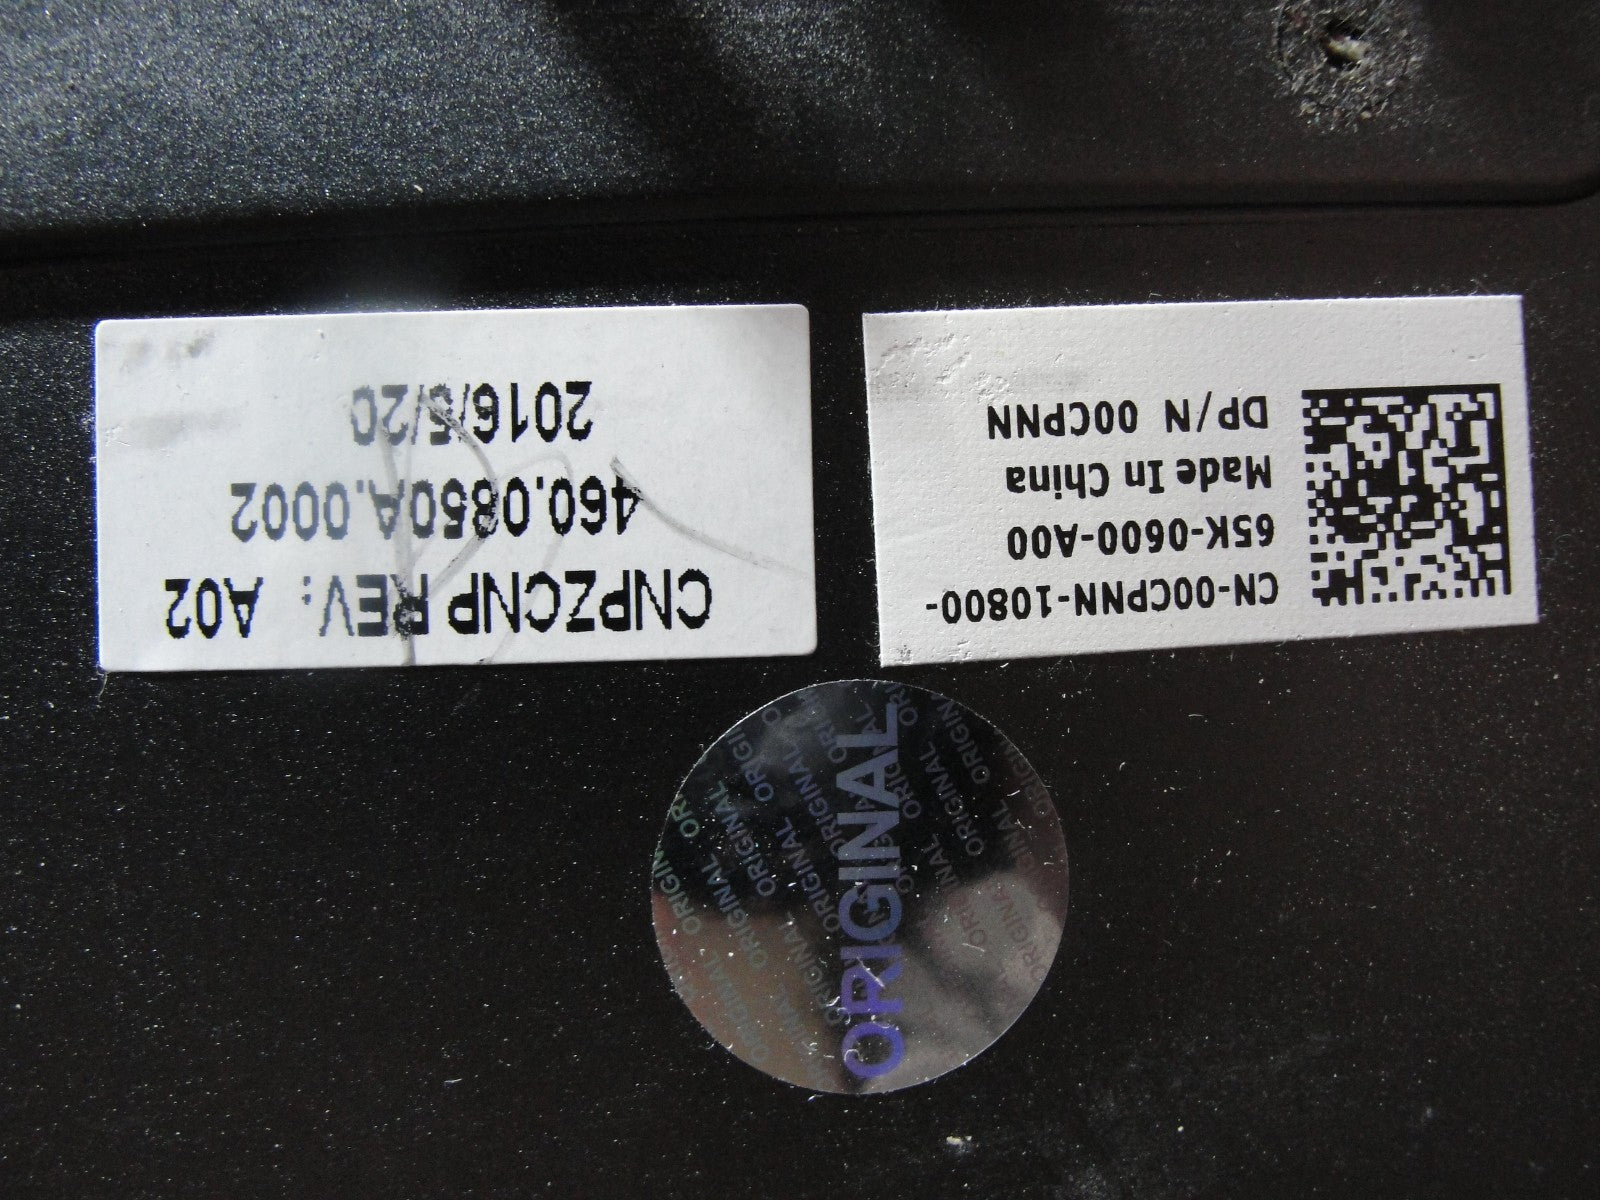 CNPZCNP REV: A02
460.0850A.0002
2016/5/20
CN-00CPNN-10800-
65K-0600-A00
Made In China
DP/N 00CPNN
ORIGINAL